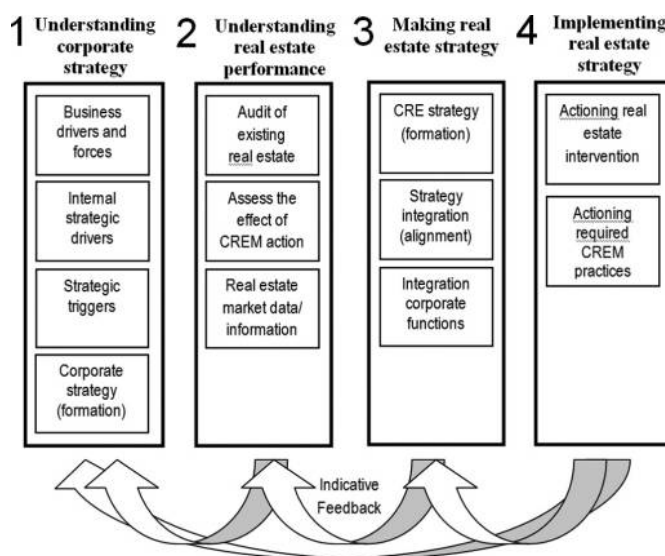 1 Understanding
corporate
strategy
Business
drivers and
forces
Internal
strategic
drivers
Strategic
triggers
Corporate
strategy
(formation)
2 Understanding
real estate
performance
Audit of
existing
real estate
Assess the
effect of
CREM action
Real estate
market data/
information
3 Making real
estate strategy
CRE strategy
(formation)
Strategy
integration
(alignment)
Integration
corporate
functions
4 Implementing
real estate
strategy
Actioning real
estate
intervention
Actioning
required
CREM
practices
Indicative
Feedback